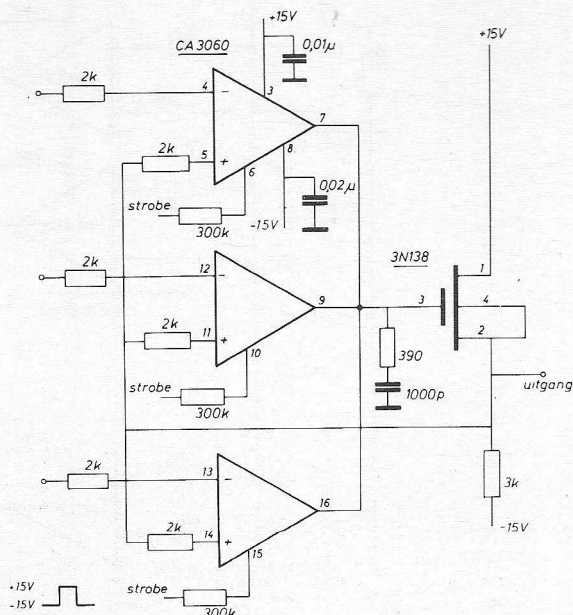 +15V
CA3060
0,01µ
+15V
2k
4
−
3
7
2k
5
+
8
6
0,02µ
strobe
300k
-15V
3N138
2k
12
−
1
9
3
4
2k
11
+
2
10
390
uitgang
strobe
300k
1000p
2k
13
−
3k
16
2k
14
+
15
-15V
+15V
-15V
strobe
300k